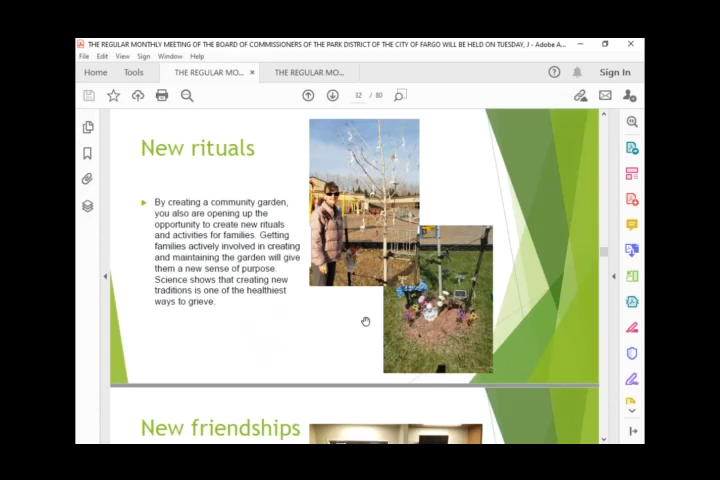 THE REGULAR MONTHLY MEETING OF THE BOARD OF COMMISSIONERS OF THE PARK DISTRICT OF THE CITY OF FARGO WILL BE HELD ON TUESDAY, J - Adobe A...
File Edit View Sign Window Help
Home Tools THE REGULAR MO... × THE REGULAR MO... Sign In
32 / 80
New rituals
By creating a community garden,
you also are opening up the
opportunity to create new rituals
and activities for families. Getting
families actively involved in creating
and maintaining the garden will give
them a new sense of purpose.
Science shows that creating new
traditions is one of the healthiest
ways to grieve.
New friendships